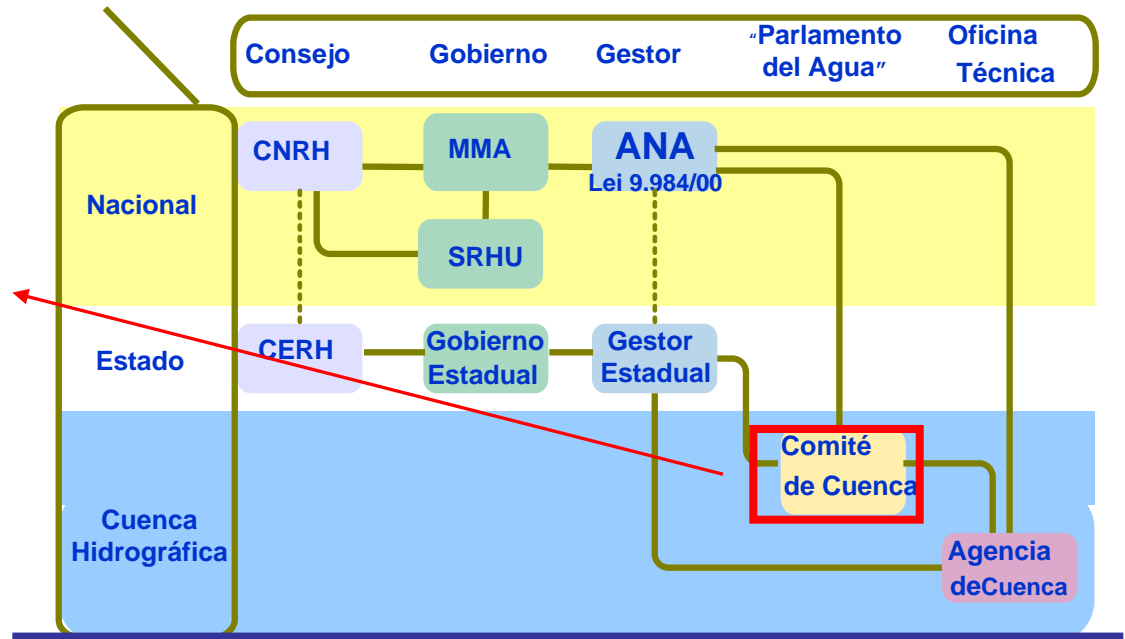 Consejo
Gobierno
Gestor
“Parlamento
del Agua”
Oficina
Técnica
Nacional
CNRH
MMA
ANA
Lei 9.984/00
SRHU
Estado
CERH
Gobierno
Estadual
Gestor
Estadual
Cuenca
Hidrográfica
Comité
de Cuenca
Agencia
deCuenca